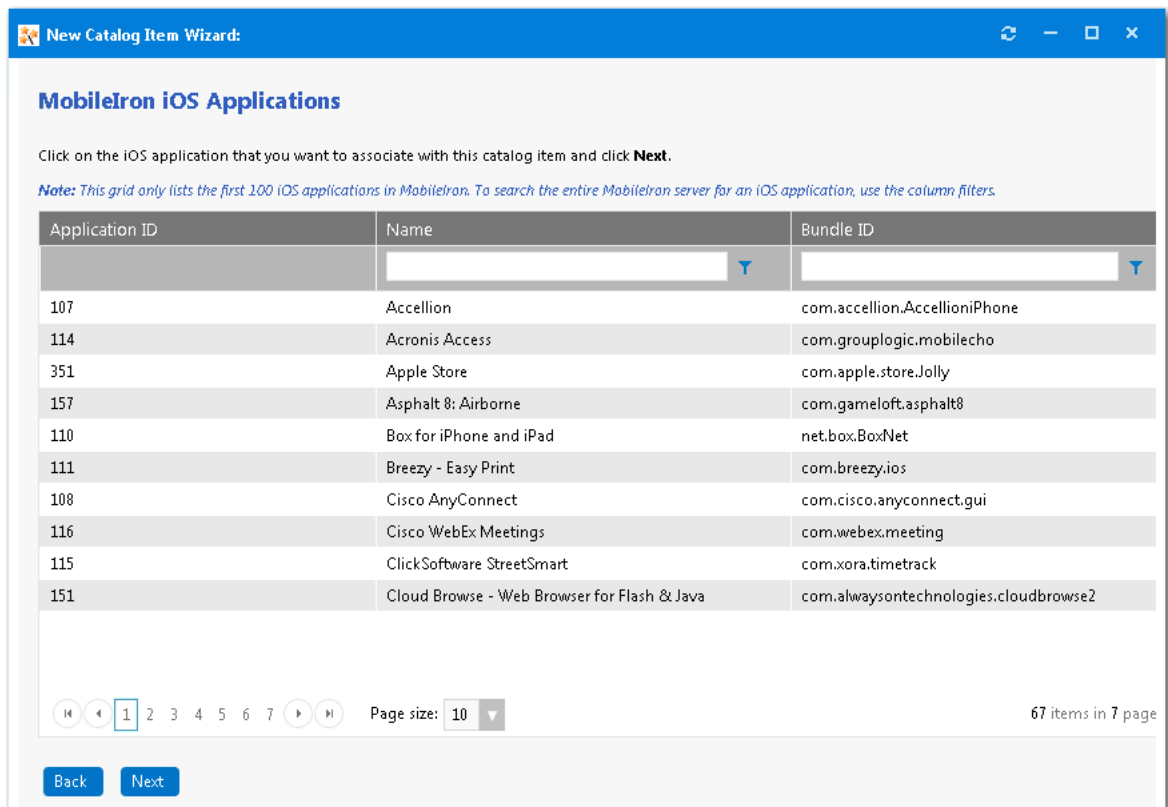 New Catalog Item Wizard:
MobileIron iOS Applications
Click on the iOS application that you want to associate with this catalog item and click Next.
Note: This grid only lists the first 100 iOS applications in MobileIron. To search the entire MobileIron server for an iOS application, use the column filters.
Application ID Name Bundle ID
107 Accellion com.accellion.AccellioniPhone
114 Acronis Access com.grouplogic.mobilecho
351 Apple Store com.apple.store.Jolly
157 Asphalt 8: Airborne com.gameloft.asphalt8
110 Box for iPhone and iPad net.box.BoxNet
111 Breezy - Easy Print com.breezy.ios
108 Cisco AnyConnect com.cisco.anyconnect.gui
116 Cisco WebEx Meetings com.webex.meeting
115 ClickSoftware StreetSmart com.xora.timetrack
151 Cloud Browse - Web Browser for Flash & Java com.alwaysontechnologies.cloudbrowse2
1 2 3 4 5 6 7 Page size: 10 67 items in 7 page
Back Next